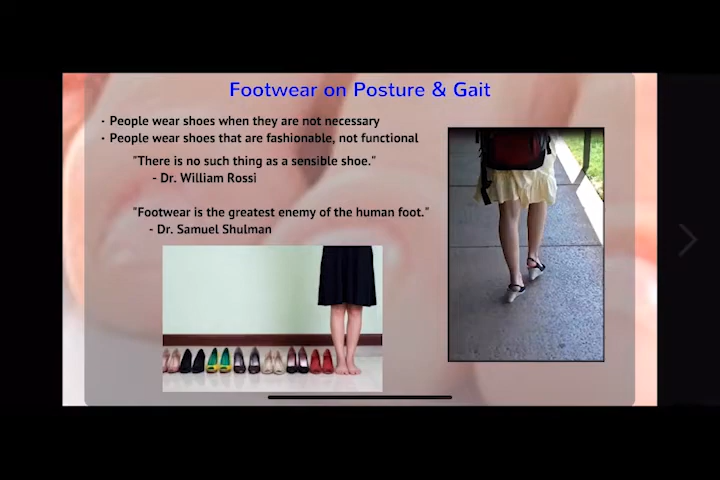 Footwear on Posture & Gait
· People wear shoes when they are not necessary
· People wear shoes that are fashionable, not functional
"There is no such thing as a sensible shoe."
- Dr. William Rossi
"Footwear is the greatest enemy of the human foot."
- Dr. Samuel Shulman